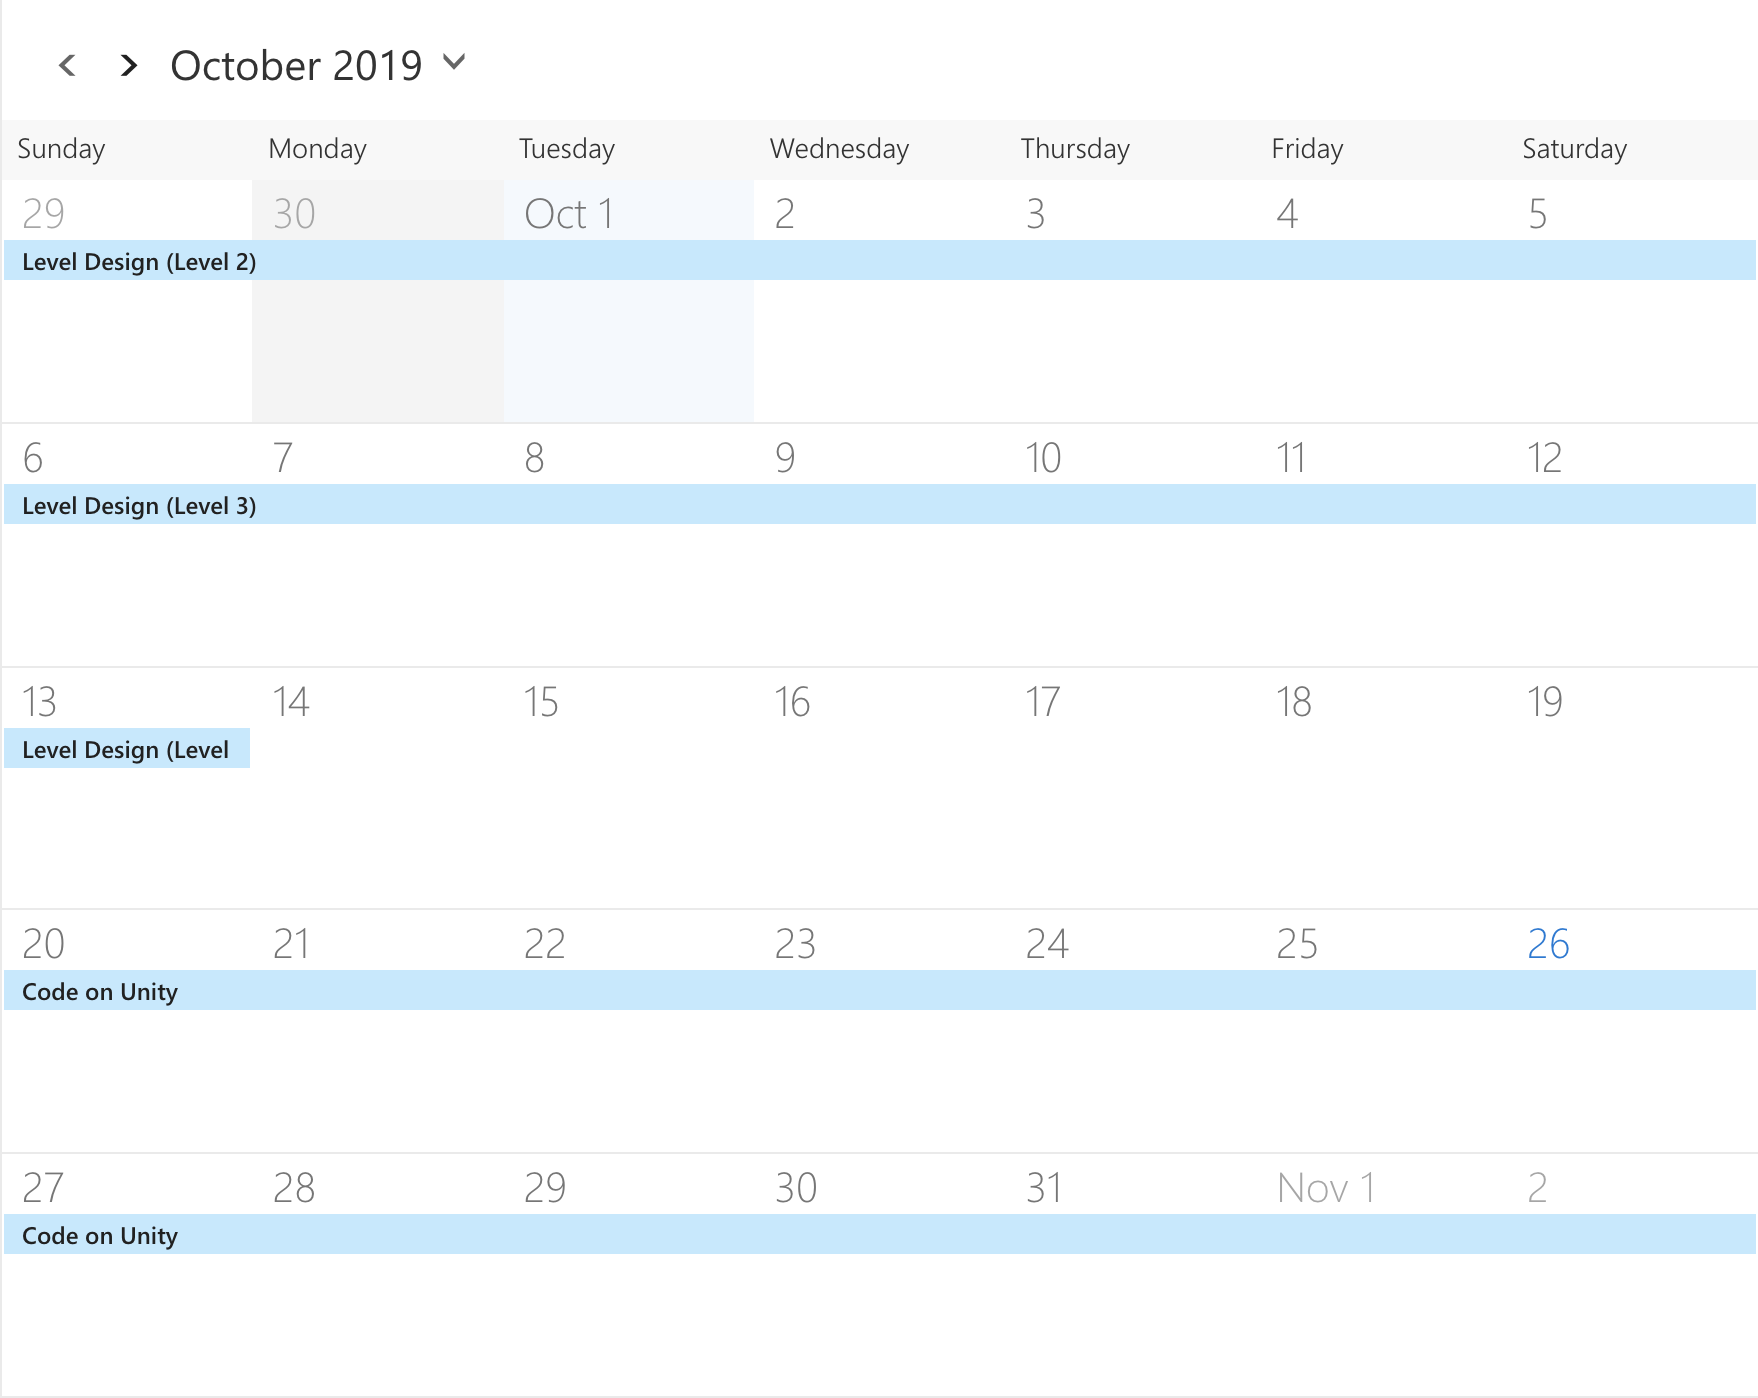 October 2019
Sunday Monday Tuesday Wednesday Thursday Friday Saturday
29 30 Oct 1 2 3 4 5
Level Design (Level 2)
6 7 8 9 10 11 12
Level Design (Level 3)
13 14 15 16 17 18 19
Level Design (Level
20 21 22 23 24 25 26
Code on Unity
27 28 29 30 31 Nov 1 2
Code on Unity